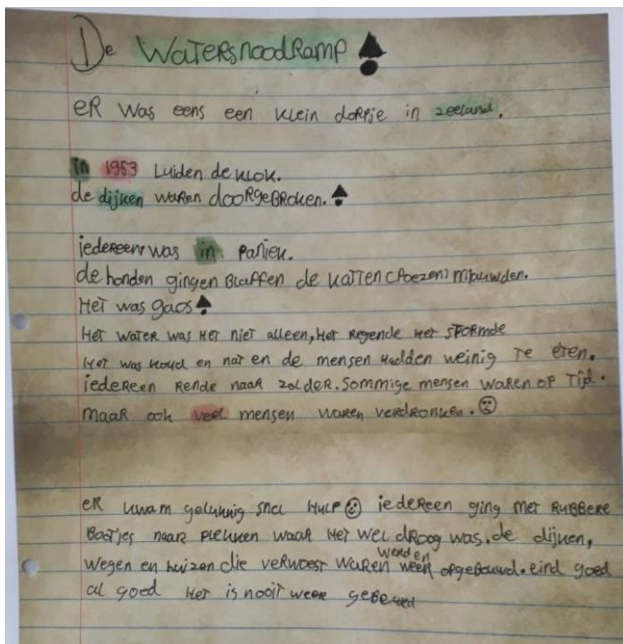 De WaTeRsnoodRamp!
eR Was eens een klein dorpje in zeeland.
in 1953 Luiden de klok.
de dijken waren dooRgeBRoken.!
iedereen was in Paniek.
de honden gingen Blaffen de katten (Poezen) miauwden.
HeT was gaos!
HeT waTeR was HeT nieT alleen, HeT Regende HeT sTormde
HeT was koud en naT en de mensen Hadden weinig Te eTen.
iedeReen Rende naaR zolder. Sommige mensen waren op Tijd.
maaR ook veel mensen waren verdronken. ☹
eR kwam gelukkig snel HulP ☺ iedereen ging meT RuBBeRe
BooTjes naar plekken waaR HeT wel droog was. de dijken,
wegen en huizen die verwoesT waren werden weer opgebouwd. eind goed
al goed HeT is nooiT weer geBeurd